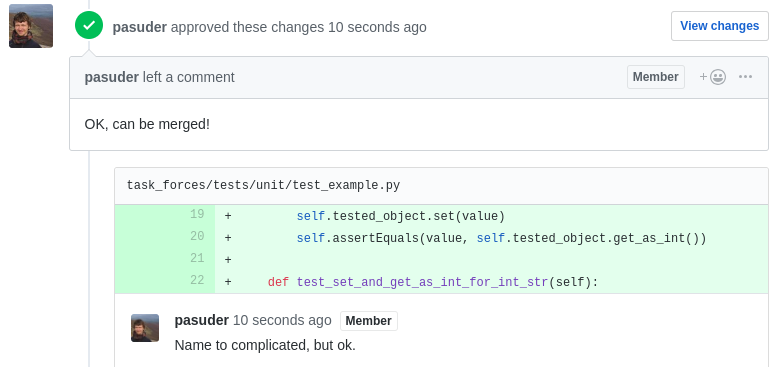 pasuder approved these changes 10 seconds ago
View changes
pasuder left a comment
Member
OK, can be merged!
task_forces/tests/unit/test_example.py
19 + self.tested_object.set(value)
20 + self.assertEquals(value, self.tested_object.get_as_int())
21 +
22 + def test_set_and_get_as_int_for_int_str(self):
pasuder 10 seconds ago Member
Name to complicated, but ok.